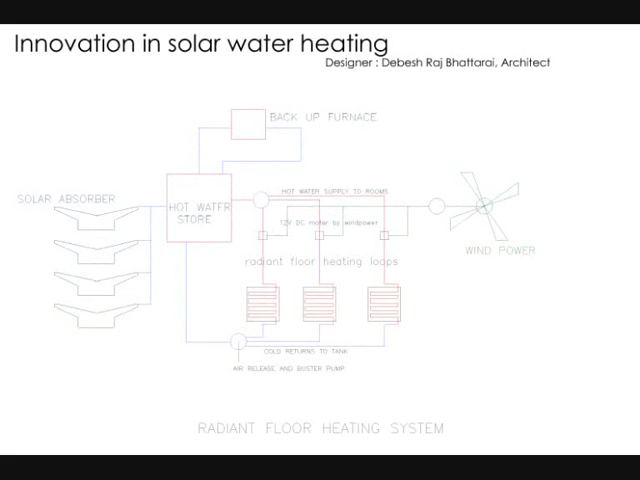 Innovation in solar water heating
Designer : Debesh Raj Bhattarai, Architect
BACK UP FURNACE
SOLAR ABSORBER
HOT WATER
STORE
HOT WATER SUPPLY TO ROOMS
12V DC motor by windpower
WIND POWER
radiant floor heating loops
COLD RETURNS TO TANK
AIR RELEASE AND BUSTER PUMP
RADIANT FLOOR HEATING SYSTEM